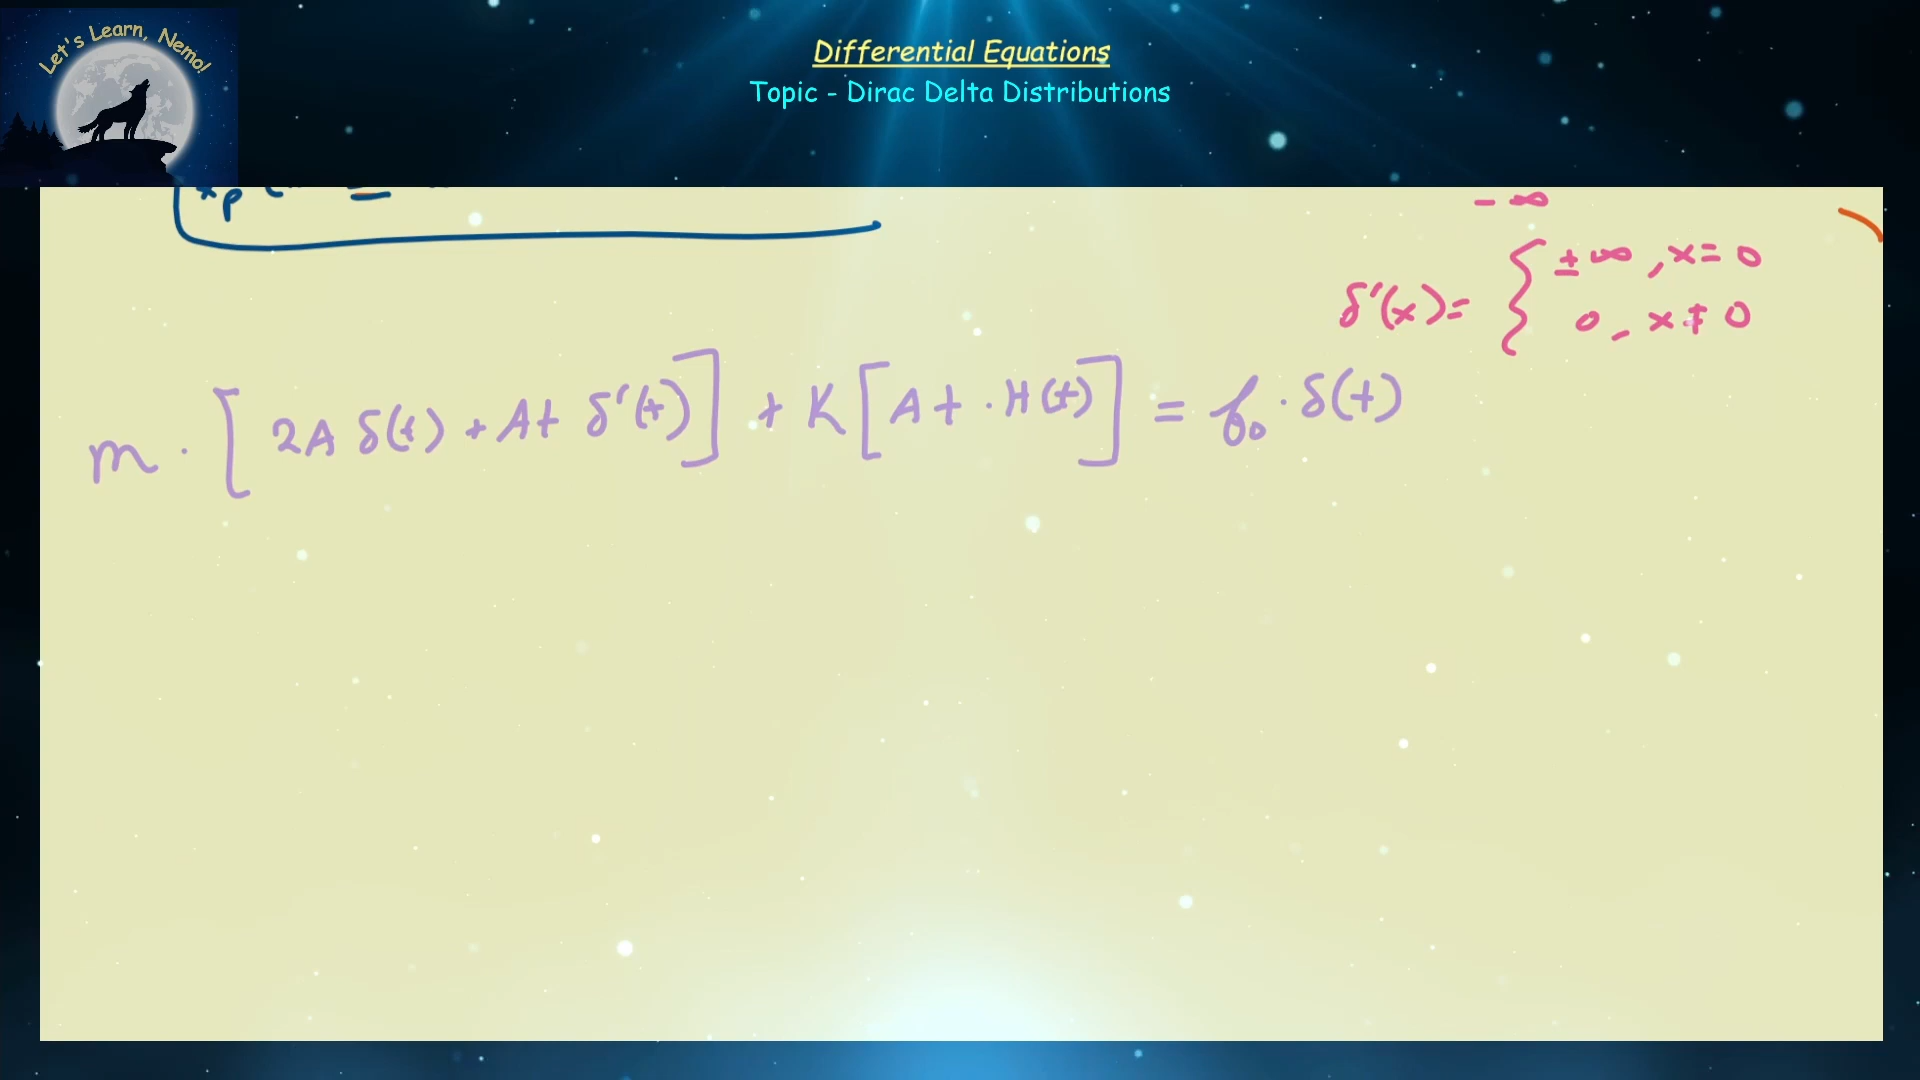 Let's Learn, Nemo!
Differential Equations
Topic - Dirac Delta Distributions
- ∞
δ'(x) = { ±∞ , x = 0
0 , x ≠ 0
m · [2A δ(t) + At δ'(t)] + K[At · H(t)] = f₀ · δ(t)